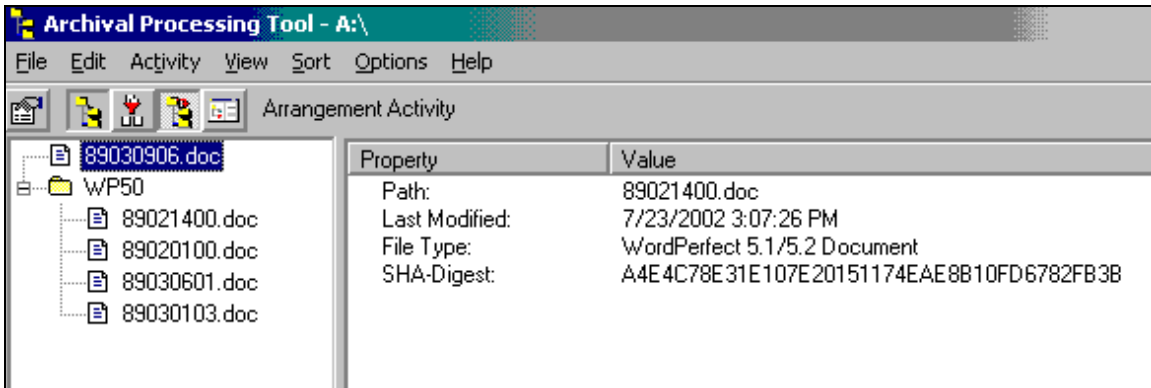 Archival Processing Tool - A:\
File Edit Activity View Sort Options Help
Arrangement Activity
89030906.doc
WP50
89021400.doc
89020100.doc
89030601.doc
89030103.doc
Property Value
Path: 89021400.doc
Last Modified: 7/23/2002 3:07:26 PM
File Type: WordPerfect 5.1/5.2 Document
SHA-Digest: A4E4C78E31E107E20151174EAE8B10FD6782FB3B